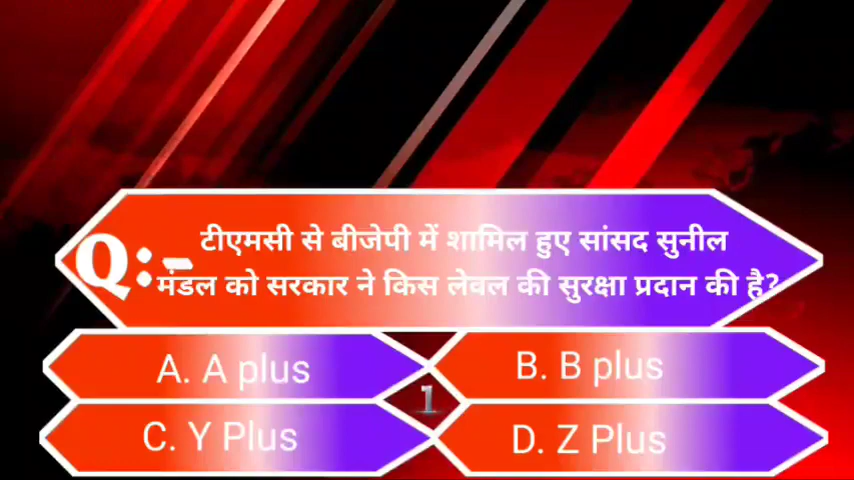 Q:-
टीएमसी से बीजेपी में शामिल हुए सांसद सुनील
मंडल को सरकार ने किस लेवल की सुरक्षा प्रदान की है?
A. A plus
B. B plus
1
C. Y Plus
D. Z Plus